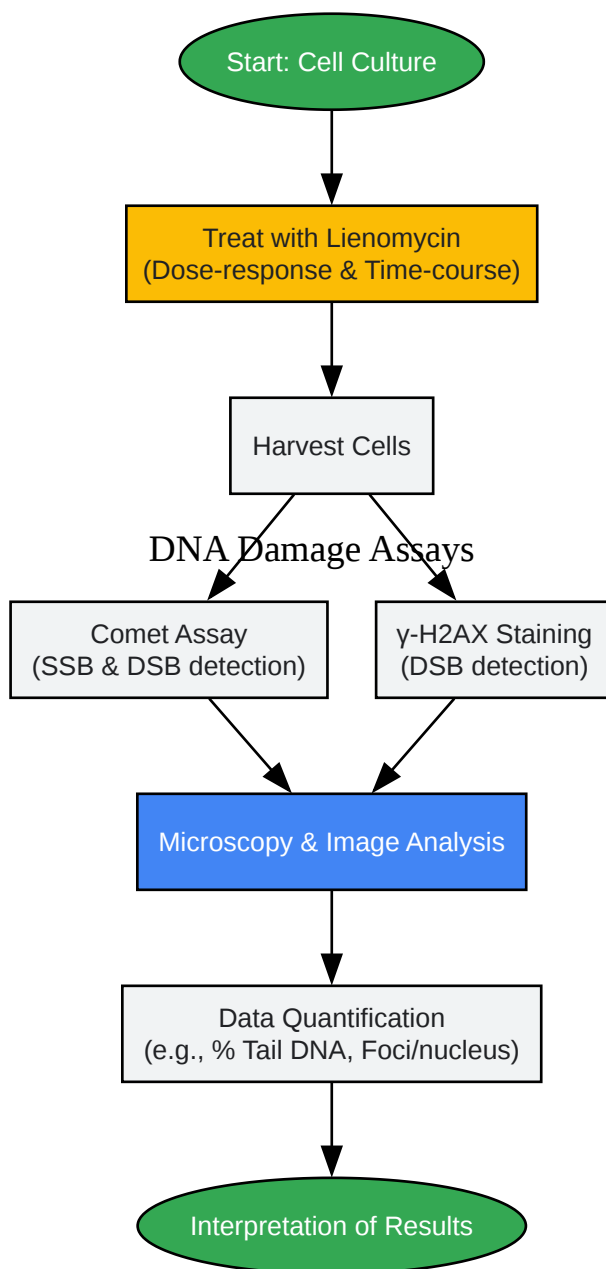 Start: Cell Culture
Treat with Lienomycin
(Dose-response & Time-course)
Harvest Cells
DNA Damage Assays
Comet Assay
(SSB & DSB detection)
γ-H2AX Staining
(DSB detection)
Microscopy & Image Analysis
Data Quantification
(e.g., % Tail DNA, Foci/nucleus)
Interpretation of Results